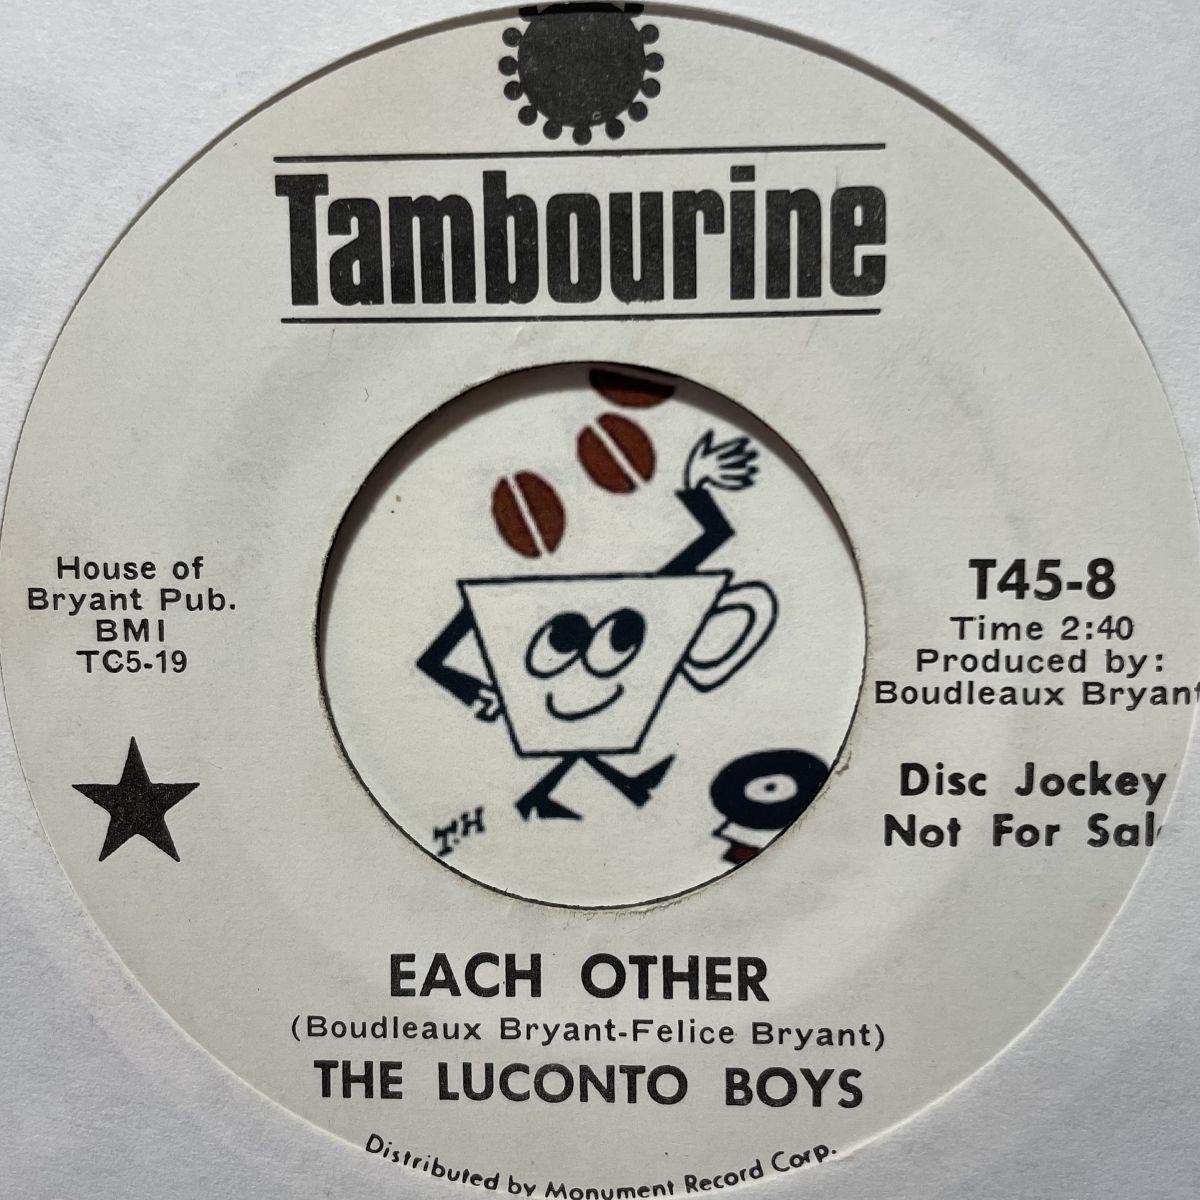 Tambourine
House of
Bryant Pub.
BMI
TC5-19
T45-8
Time 2:40
Produced by:
Boudleaux Bryant
Disc Jockey
Not For Sale
T.H
EACH OTHER
(Boudleaux Bryant-Felice Bryant)
THE LUCONTO BOYS
Distributed by Monument Record Corp.